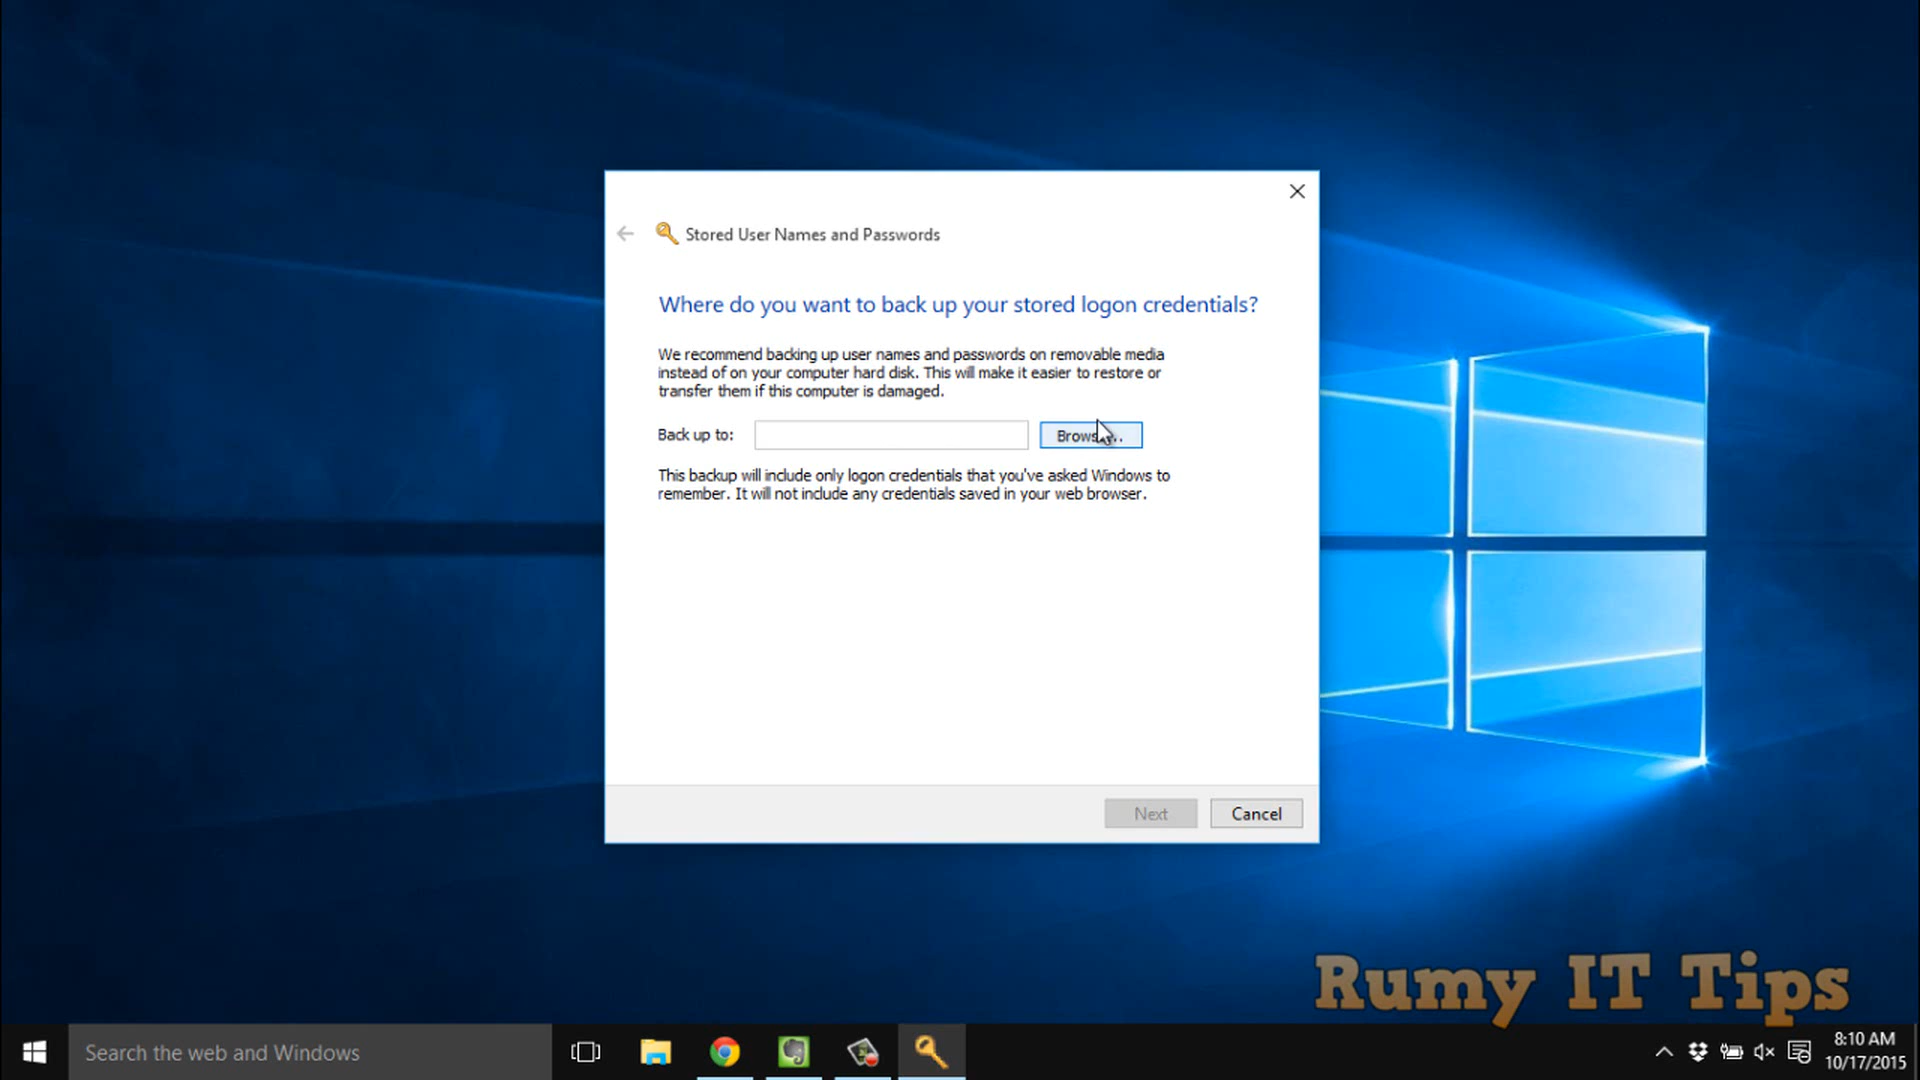 Stored User Names and Passwords
Where do you want to back up your stored logon credentials?
We recommend backing up user names and passwords on removable media
instead of on your computer hard disk. This will make it easier to restore or
transfer them if this computer is damaged.
Back up to:
This backup will include only logon credentials that you've asked Windows to
remember. It will not include any credentials saved in your web browser.
Next Cancel
Rumy IT Tips
Search the web and Windows
8:10 AM
10/17/2015